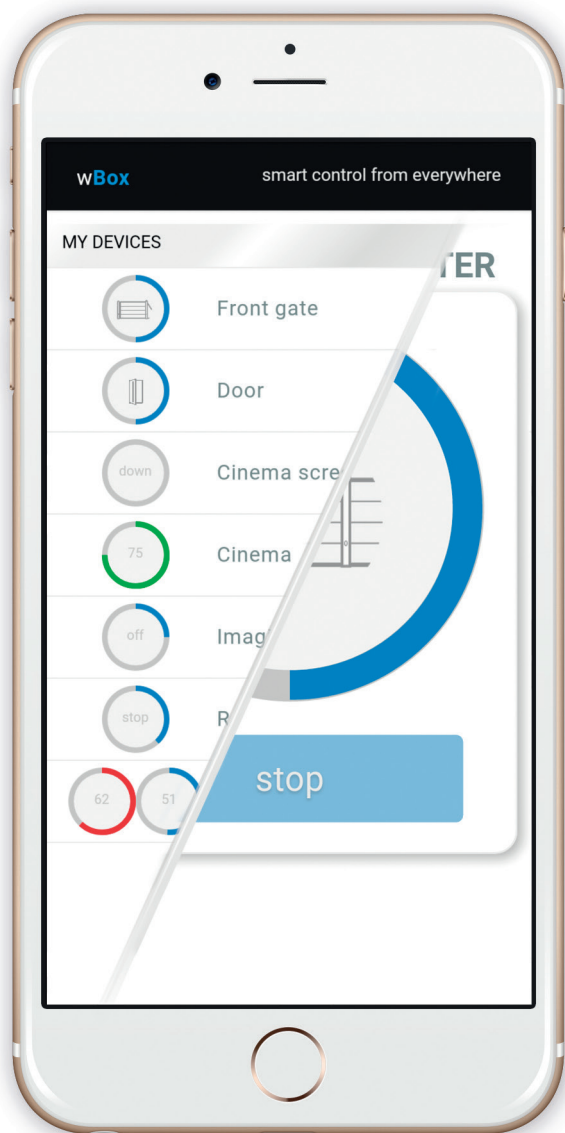 wBox
smart control from everywhere
MY DEVICES
TER
Front gate
Door
down
Cinema scre
75
Cinema
off
Imag
stop
R
62
51
stop